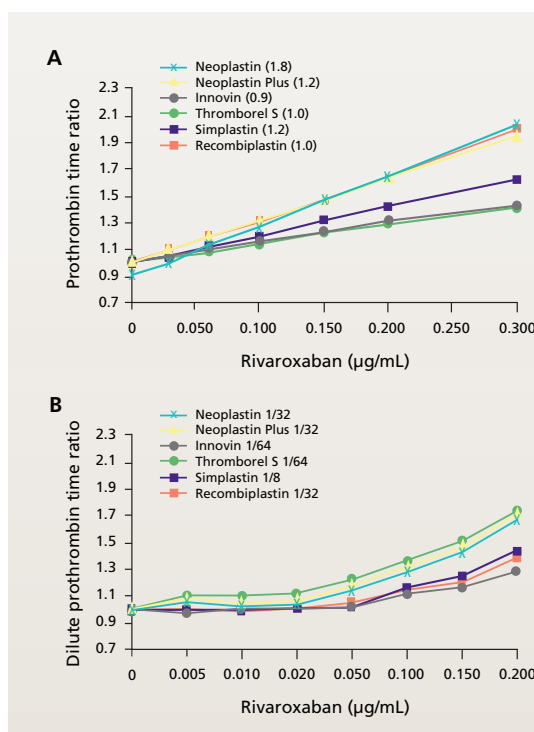 A
Neoplastin (1.8)
Neoplastin Plus (1.2)
Innovin (0.9)
Thromborel S (1.0)
Simplastin (1.2)
Recombiplastin (1.0)
Prothrombin time ratio
2.3
2.1
1.9
1.7
1.5
1.3
1.1
0.9
0.7
0 0.050 0.100 0.150 0.200 0.250 0.300
Rivaroxaban (µg/mL)
B
Neoplastin 1/32
Neoplastin Plus 1/32
Innovin 1/64
Thromborel S 1/64
Simplastin 1/8
Recombiplastin 1/32
Dilute prothrombin time ratio
2.3
2.1
1.9
1.7
1.5
1.3
1.1
0.9
0.7
0 0.005 0.010 0.020 0.050 0.100 0.150 0.200
Rivaroxaban (µg/mL)